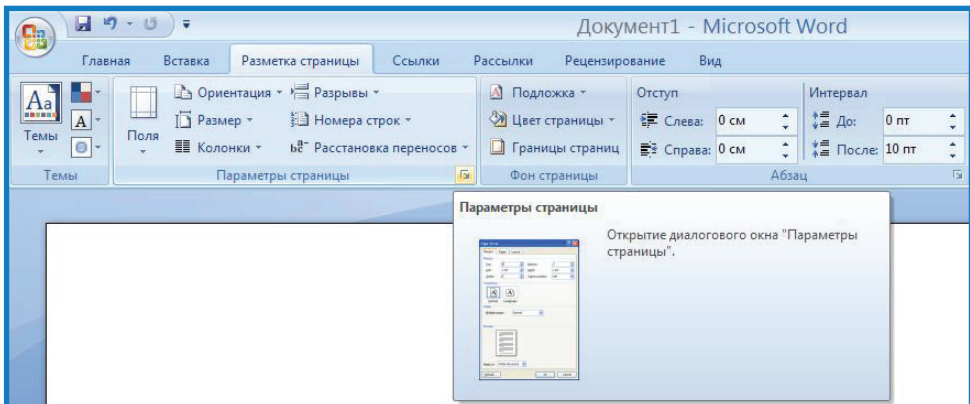 Документ1 - Microsoft Word
Главная Вставка Разметка страницы Ссылки Рассылки Рецензирование Вид
Aa Ориентация Разрывы Подложка Отступ Интервал
A Размер Номера строк Цвет страницы Слева: 0 см До: 0 пт
Темы Поля Колонки Расстановка переносов Границы страниц Справа: 0 см После: 10 пт
Темы Параметры страницы Фон страницы Абзац
Параметры страницы
Открытие диалогового окна "Параметры
страницы".